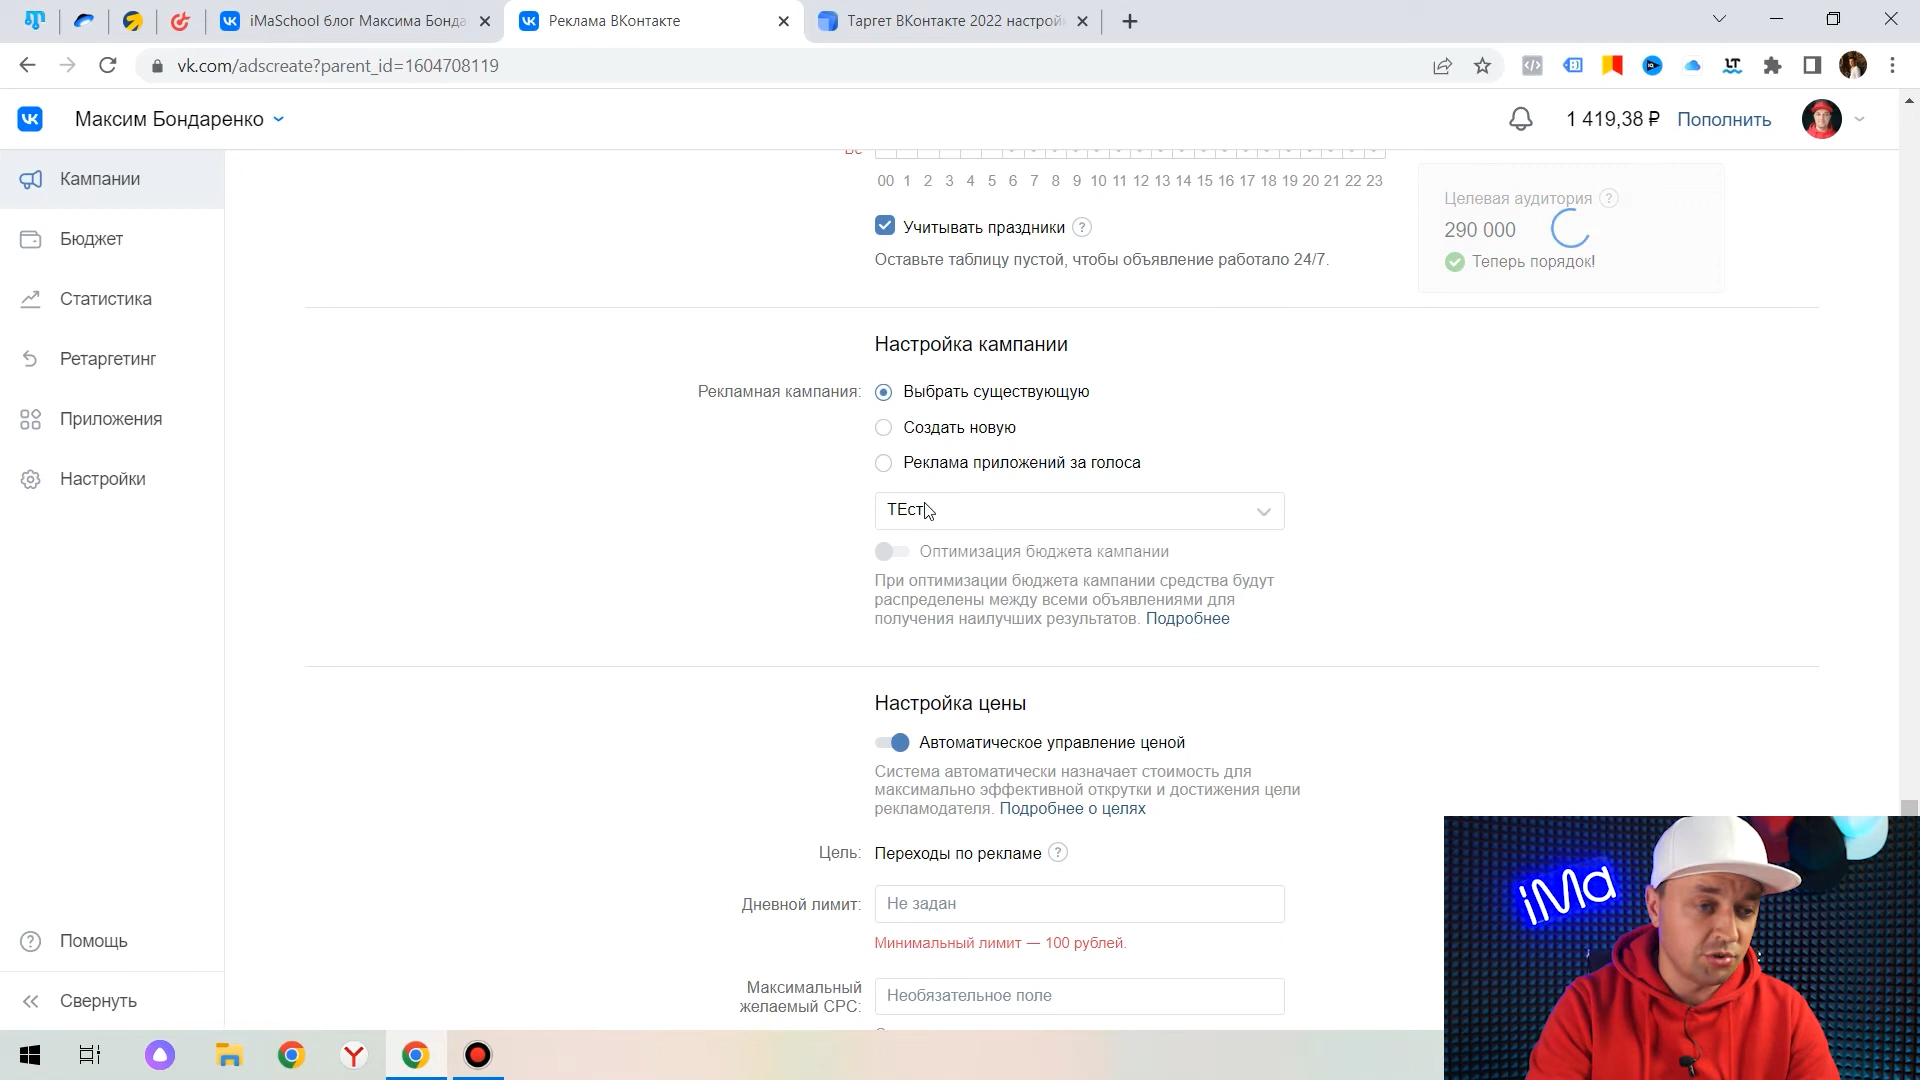 iMaSchool блог Максима Бонда
Реклама ВКонтакте
Таргет ВКонтакте 2022 настрой
vk.com/adscreate?parent_id=1604708119
Максим Бондаренко
1 419,38 ₽
Пополнить
Кампании
Бюджет
Статистика
Ретаргетинг
Приложения
Настройки
Помощь
Свернуть
Вс
00 1 2 3 4 5 6 7 8 9 10 11 12 13 14 15 16 17 18 19 20 21 22 23
Учитывать праздники ?
Оставьте таблицу пустой, чтобы объявление работало 24/7.
Целевая аудитория ?
290 000
Теперь порядок!
Настройка кампании
Рекламная кампания:
Выбрать существующую
Создать новую
Реклама приложений за голоса
ТЕст
Оптимизация бюджета кампании
При оптимизации бюджета кампании средства будут
распределены между всеми объявлениями для
получения наилучших результатов. Подробнее
Настройка цены
Автоматическое управление ценой
Система автоматически назначает стоимость для
максимально эффективной открутки и достижения цели
рекламодателя. Подробнее о целях
Цель: Переходы по рекламе ?
Дневной лимит: Не задан
Минимальный лимит — 100 рублей.
Максимальный
желаемый CPC:
Необязательное поле
iMa